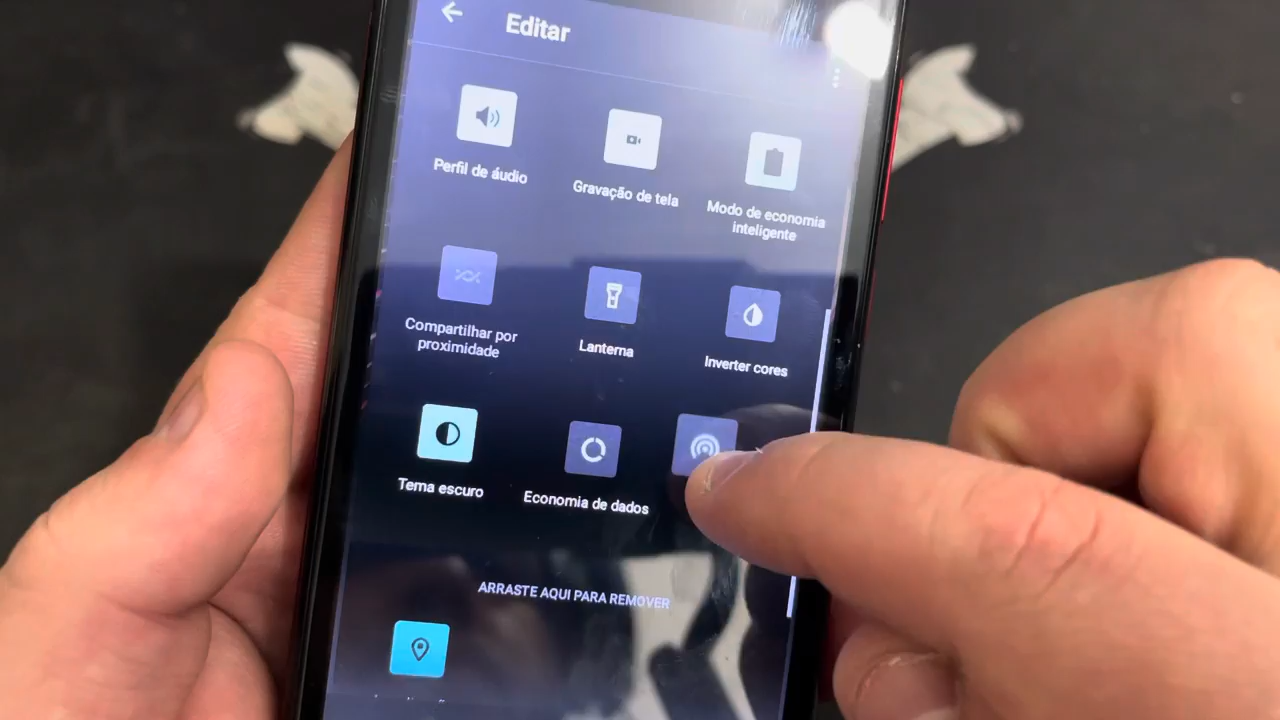 Editar
Perfil de áudio
Gravação de tela
Modo de economia
inteligente
Compartilhar por
proximidade
Lanterna
Inverter cores
Tema escuro
Economia de dados
ARRASTE AQUI PARA REMOVER